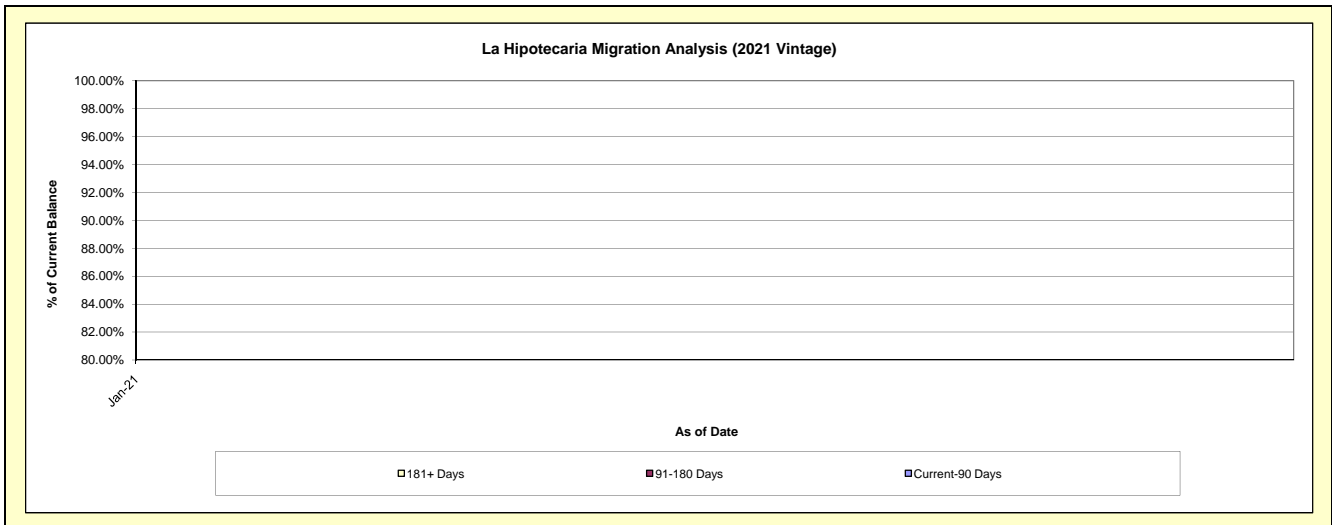 La Hipotecaria Migration Analysis (2021 Vintage)
% of Current Balance
100.00%
98.00%
96.00%
94.00%
92.00%
90.00%
88.00%
86.00%
84.00%
82.00%
80.00%
Jan-21
As of Date
181+ Days
91-180 Days
Current-90 Days